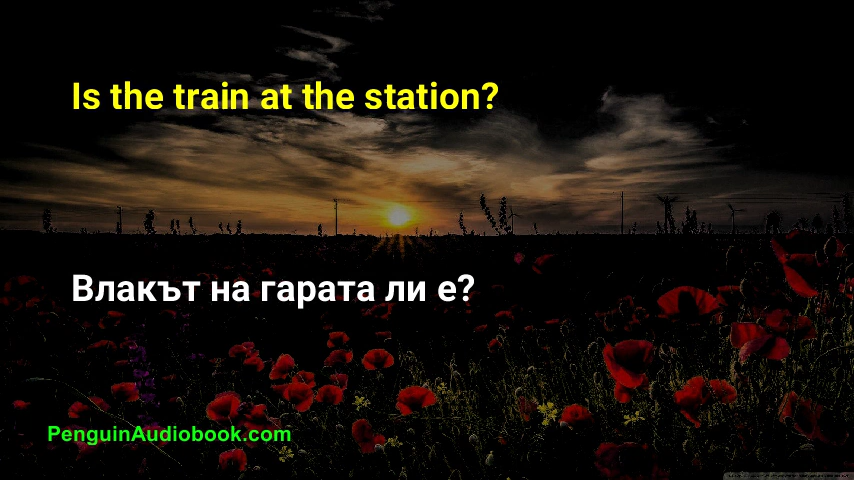 Is the train at the station?
Влакът на гарата ли е?
PenguinAudiobook.com